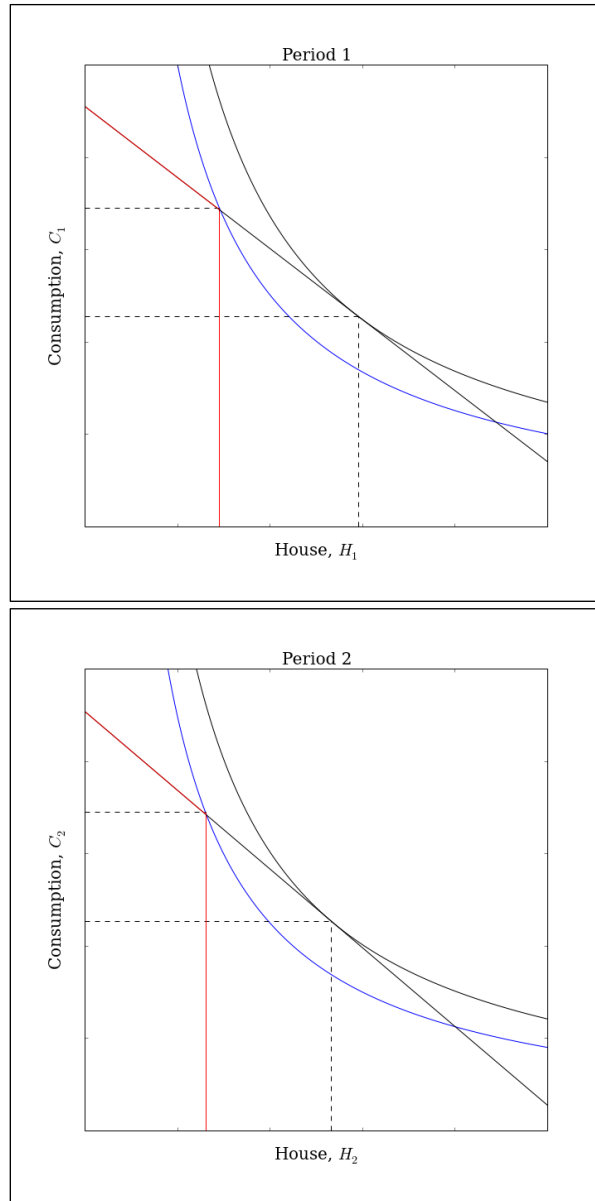 Period 1
Consumption, C₁
House, H₁
Period 2
Consumption, C₂
House, H₂